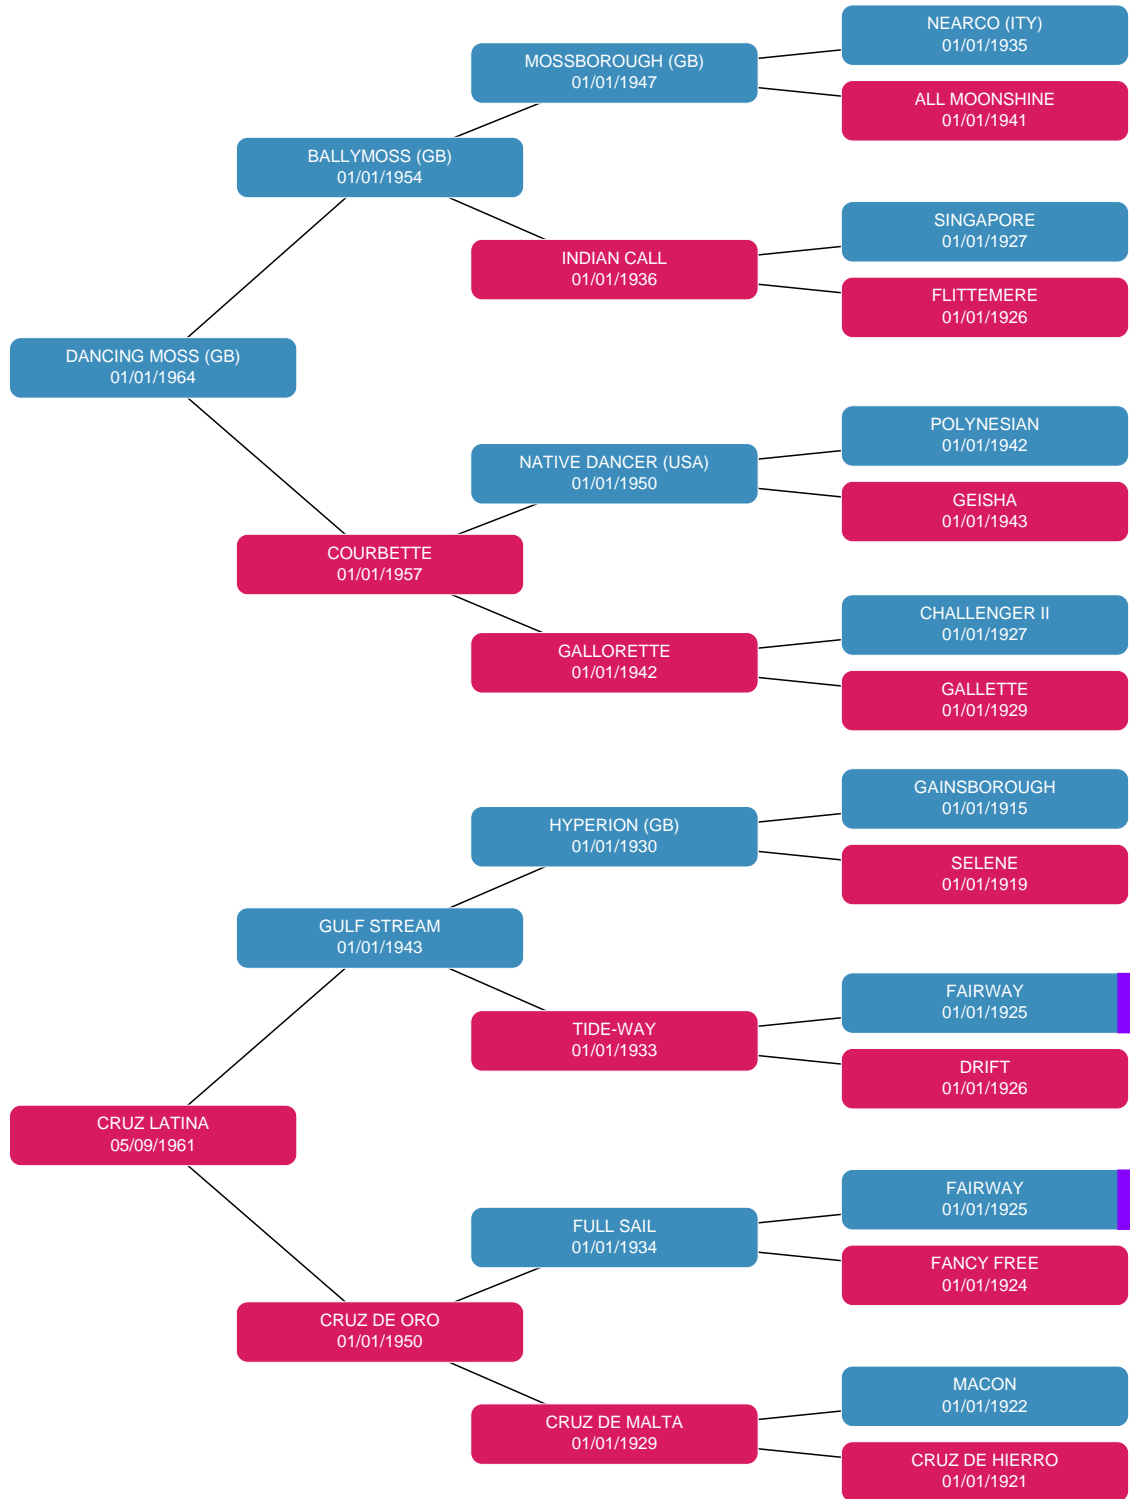 NEARCO (ITY)
01/01/1935
MOSSBOROUGH (GB)
01/01/1947
ALL MOONSHINE
01/01/1941
BALLYMOSS (GB)
01/01/1954
SINGAPORE
01/01/1927
INDIAN CALL
01/01/1936
FLITTEMERE
01/01/1926
DANCING MOSS (GB)
01/01/1964
POLYNESIAN
01/01/1942
NATIVE DANCER (USA)
01/01/1950
GEISHA
01/01/1943
COURBETTE
01/01/1957
CHALLENGER II
01/01/1927
GALLORETTE
01/01/1942
GALLETTE
01/01/1929
GAINSBOROUGH
01/01/1915
HYPERION (GB)
01/01/1930
SELENE
01/01/1919
GULF STREAM
01/01/1943
FAIRWAY
01/01/1925
TIDE-WAY
01/01/1933
DRIFT
01/01/1926
CRUZ LATINA
05/09/1961
FAIRWAY
01/01/1925
FULL SAIL
01/01/1934
FANCY FREE
01/01/1924
CRUZ DE ORO
01/01/1950
MACON
01/01/1922
CRUZ DE MALTA
01/01/1929
CRUZ DE HIERRO
01/01/1921